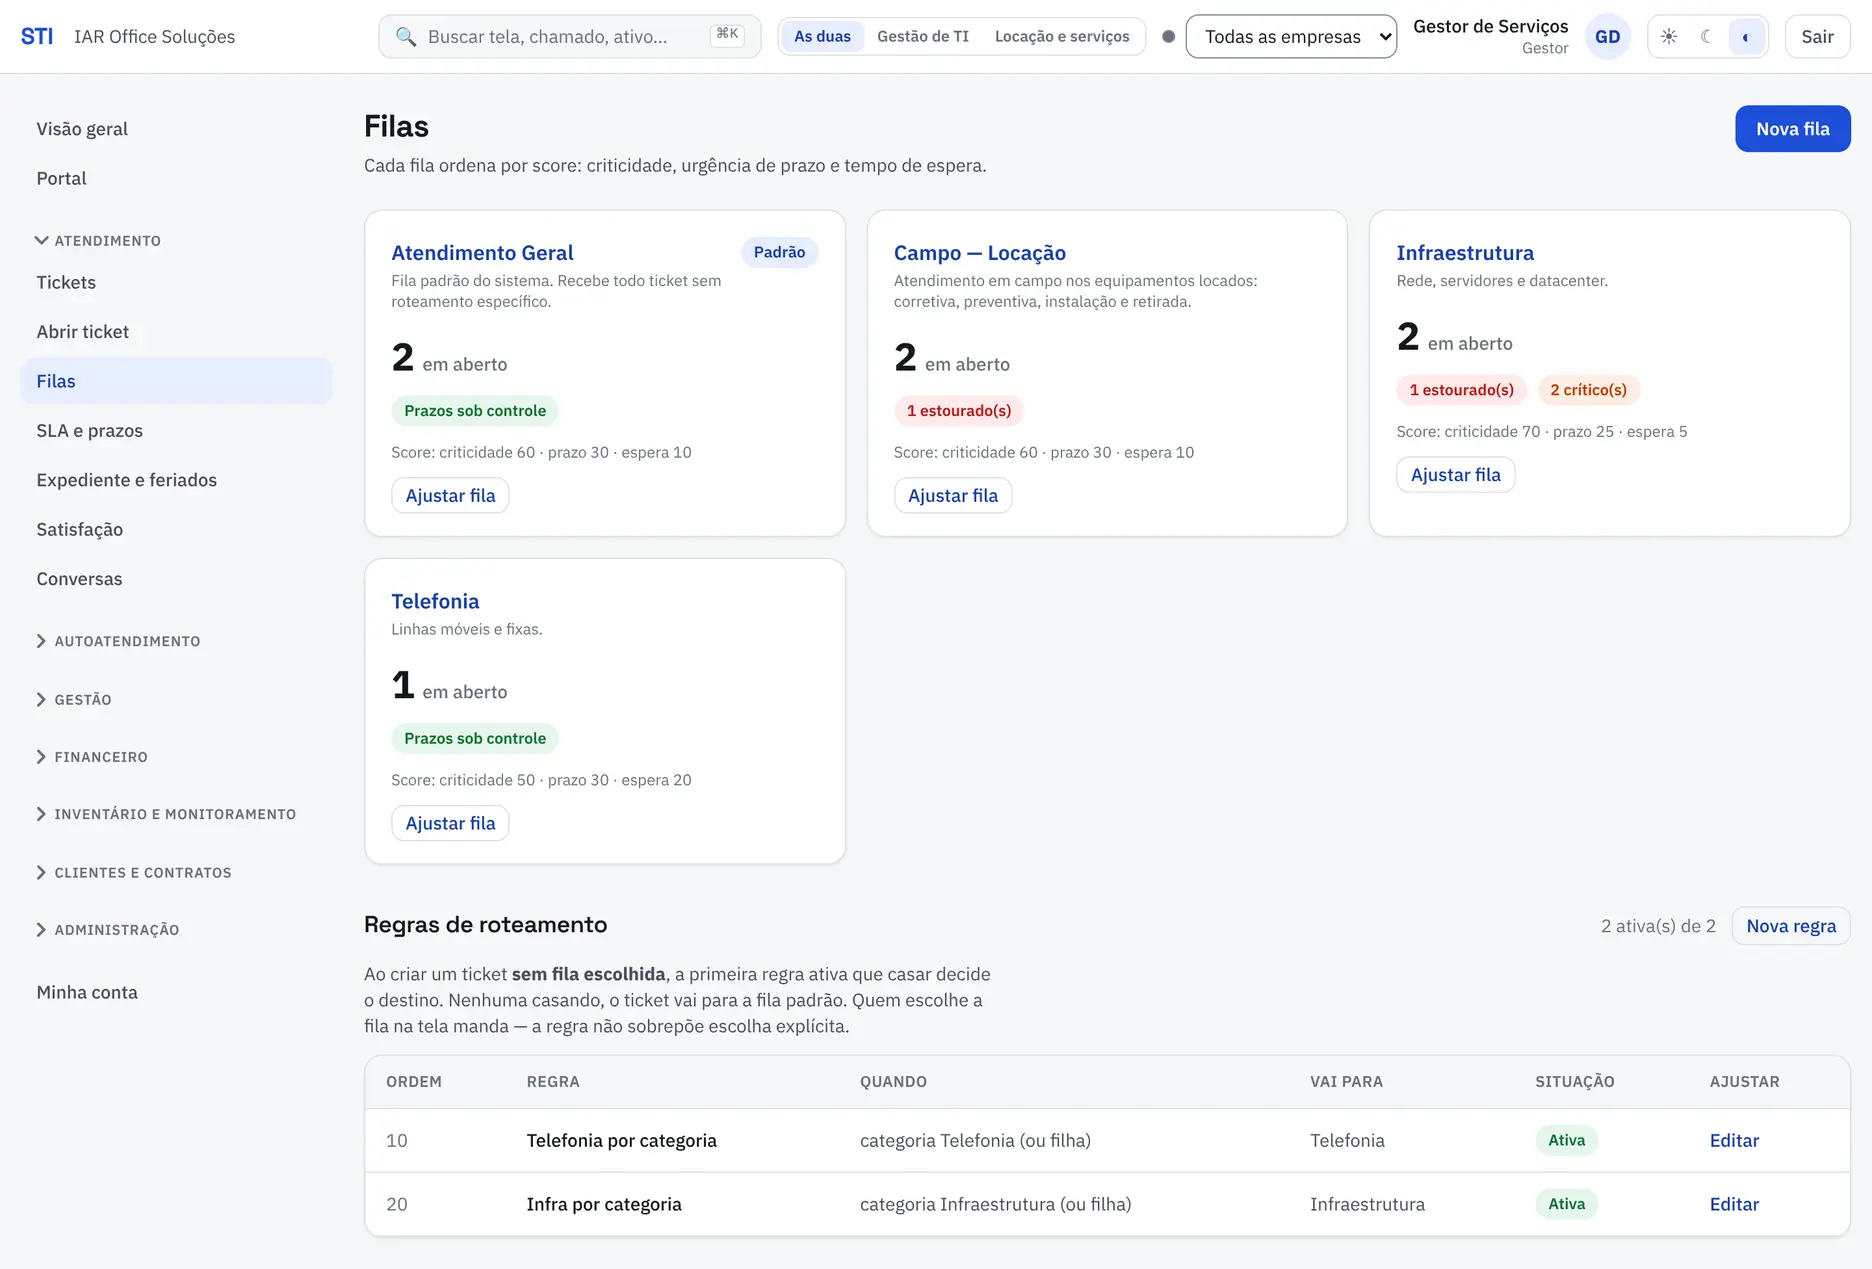 STI IAR Office Soluções
Buscar tela, chamado, ativo... ⌘K
As duas Gestão de TI Locação e serviços
Todas as empresas
Gestor de Serviços
Gestor
GD
Sair
Visão geral
Portal
ATENDIMENTO
Tickets
Abrir ticket
Filas
SLA e prazos
Expediente e feriados
Satisfação
Conversas
AUTOATENDIMENTO
GESTÃO
FINANCEIRO
INVENTÁRIO E MONITORAMENTO
CLIENTES E CONTRATOS
ADMINISTRAÇÃO
Minha conta
Filas
Cada fila ordena por score: criticidade, urgência de prazo e tempo de espera.
Nova fila
Atendimento Geral Padrão
Fila padrão do sistema. Recebe todo ticket sem
roteamento específico.
2 em aberto
Prazos sob controle
Score: criticidade 60 · prazo 30 · espera 10
Ajustar fila
Campo — Locação
Atendimento em campo nos equipamentos locados:
corretiva, preventiva, instalação e retirada.
2 em aberto
1 estourado(s)
Score: criticidade 60 · prazo 30 · espera 10
Ajustar fila
Infraestrutura
Rede, servidores e datacenter.
2 em aberto
1 estourado(s) 2 crítico(s)
Score: criticidade 70 · prazo 25 · espera 5
Ajustar fila
Telefonia
Linhas móveis e fixas.
1 em aberto
Prazos sob controle
Score: criticidade 50 · prazo 30 · espera 20
Ajustar fila
Regras de roteamento
2 ativa(s) de 2 Nova regra
Ao criar um ticket sem fila escolhida, a primeira regra ativa que casar decide
o destino. Nenhuma casando, o ticket vai para a fila padrão. Quem escolhe a
fila na tela manda — a regra não sobrepõe escolha explícita.
ORDEM REGRA QUANDO VAI PARA SITUAÇÃO AJUSTAR
10 Telefonia por categoria categoria Telefonia (ou filha) Telefonia Ativa Editar
20 Infra por categoria categoria Infraestrutura (ou filha) Infraestrutura Ativa Editar